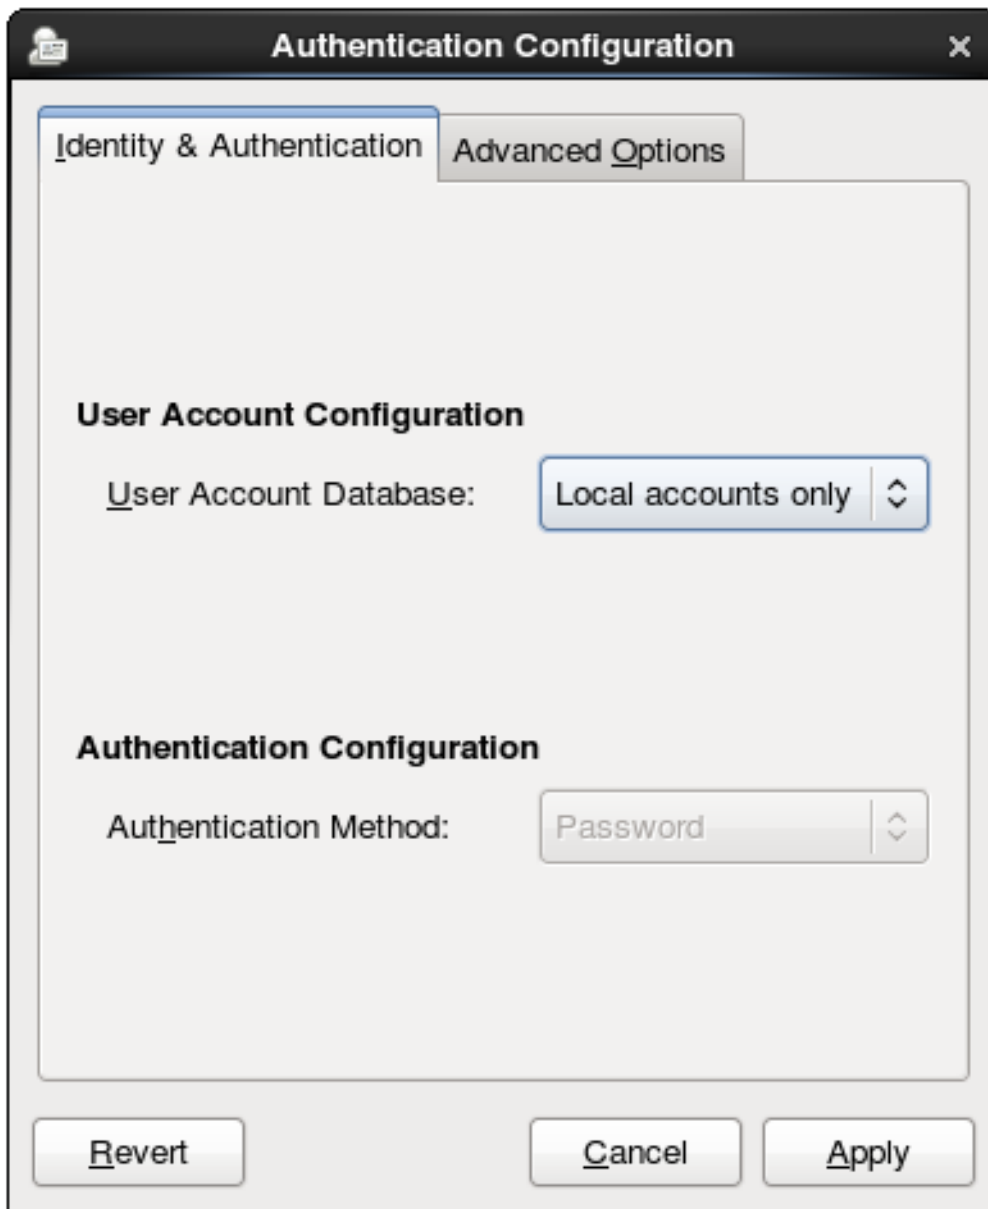 Authentication Configuration
Identity & Authentication
Advanced Options
User Account Configuration
User Account Database: Local accounts only
Authentication Configuration
Authentication Method: Password
Revert
Cancel
Apply